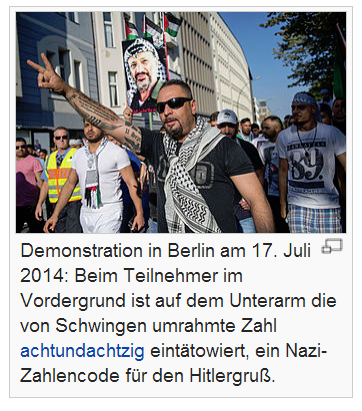 89
Demonstration in Berlin am 17. Juli
2014: Beim Teilnehmer im
Vordergrund ist auf dem Unterarm die
von Schwingen umrahmte Zahl
achtundachtzig eintätowiert, ein Nazi-
Zahlencode für den Hitlergruß.